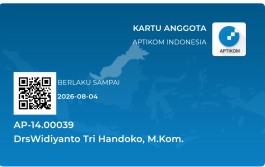 KARTU ANGGOTA
APTIKOM INDONESIA
APTIKOM
BERLAKU SAMPAI
2026-08-04
AP-14.00039
DrsWidiyanto Tri Handoko, M.Kom.